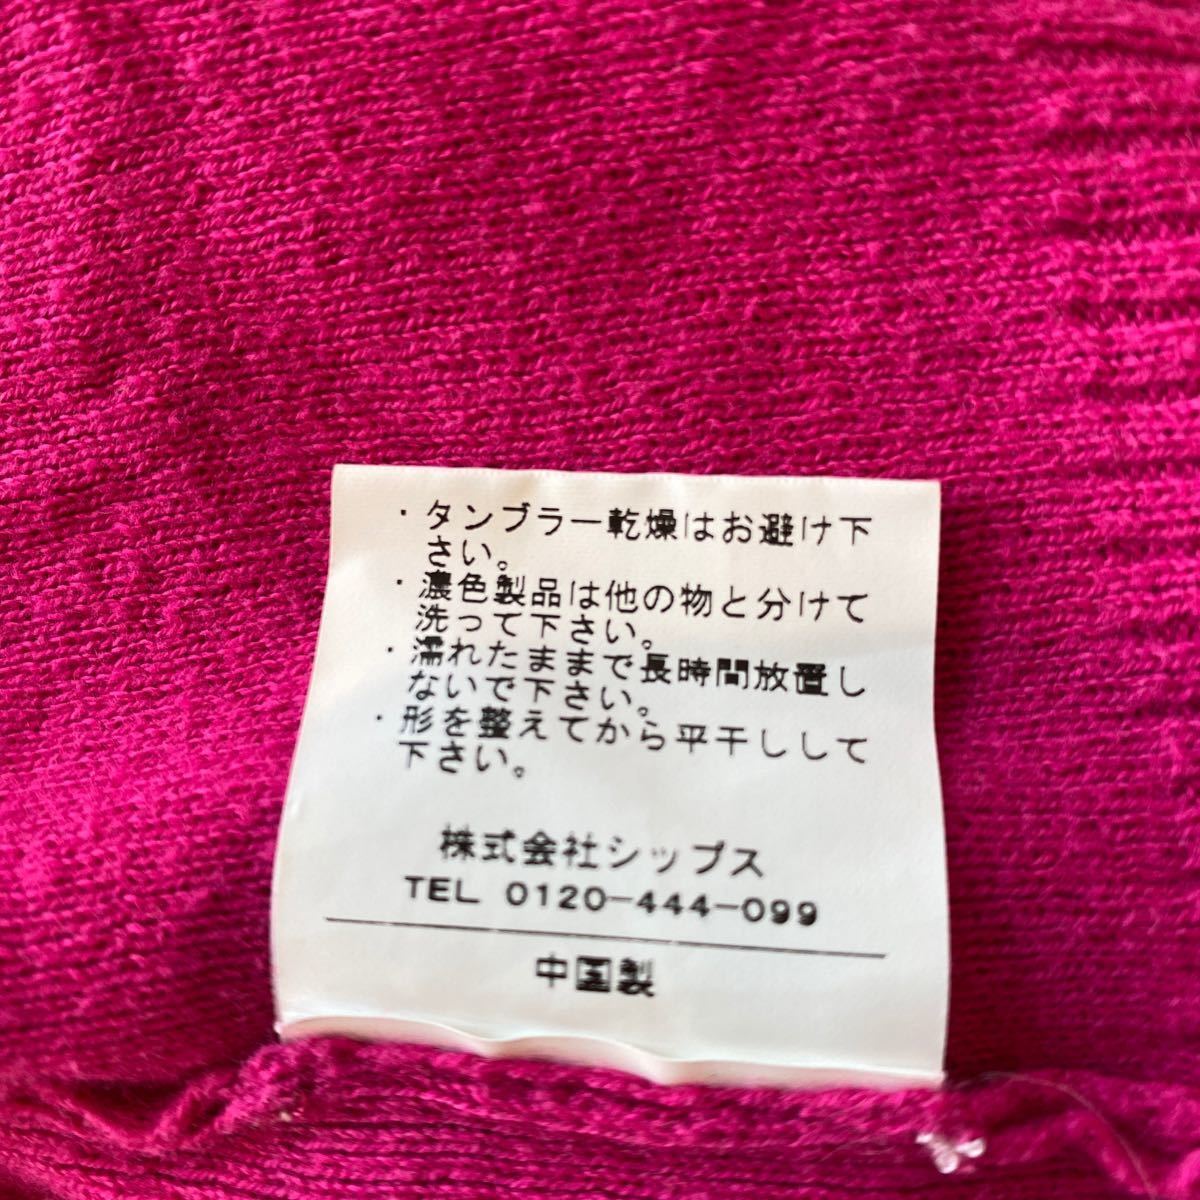 ・タンブラー乾燥はお避け下
さい。
・濃色製品は他の物と分けて
洗って下さい。
・濡れたままで長時間放置し
ないで下さい。
・形を整えてから平干しして
下さい。
株式会社シップス
TEL 0120-444-099
中国製